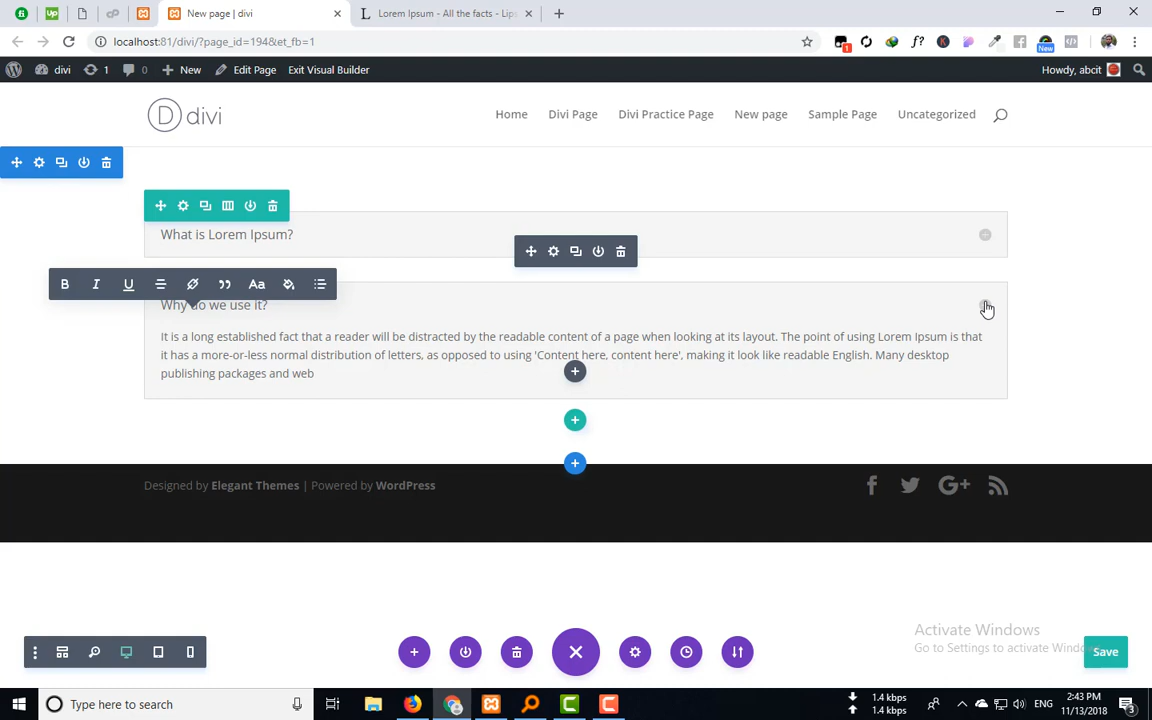 New page | divi
Lorem Ipsum - All the facts - Lips
localhost:81/divi/?page_id=194&et_fb=1
1
New
divi
1
0
New
Edit Page
Exit Visual Builder
Howdy, abcit
D divi
Home
Divi Page
Divi Practice Page
New page
Sample Page
Uncategorized
What is Lorem Ipsum?
B I U
Aa
Why do we use it?
It is a long established fact that a reader will be distracted by the readable content of a page when looking at its layout. The point of using Lorem Ipsum is that
it has a more-or-less normal distribution of letters, as opposed to using 'Content here, content here', making it look like readable English. Many desktop
publishing packages and web
Designed by Elegant Themes | Powered by WordPress
Activate Windows
Go to Settings to activate Windows
Save
Type here to search
1.4 kbps
1.4 kbps
ENG
2:43 PM
11/13/2018
3